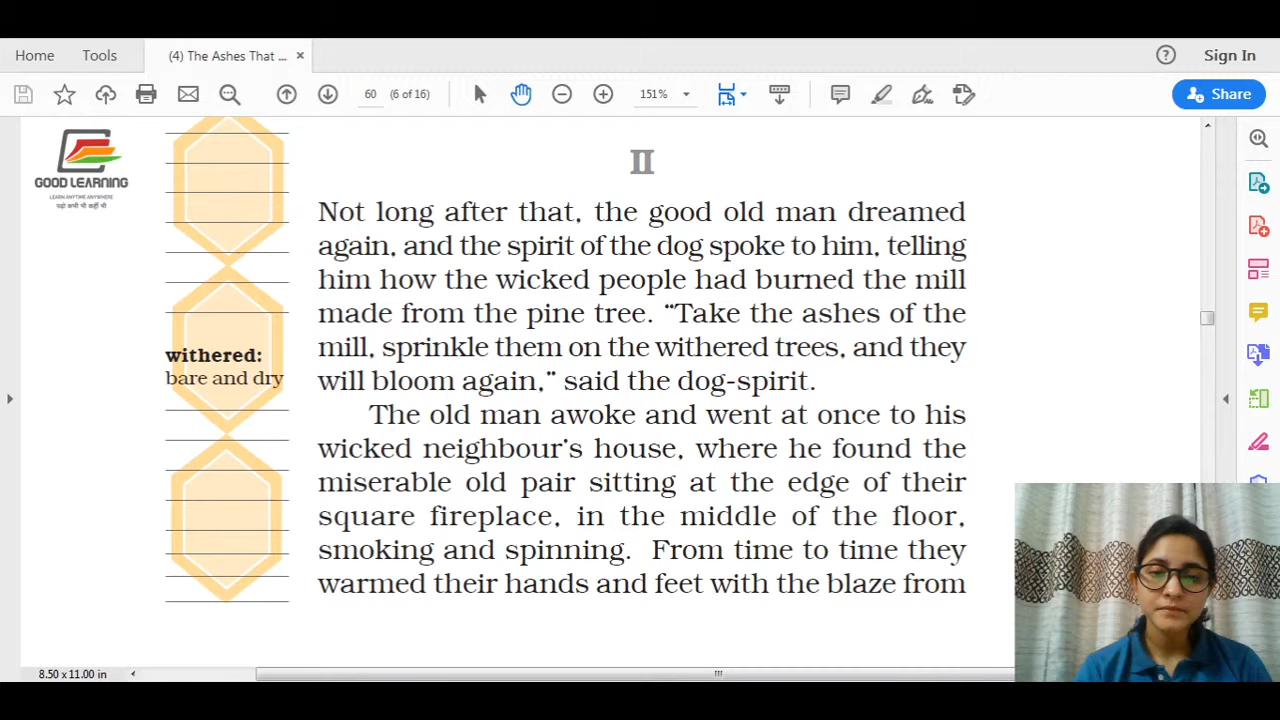 Home Tools (4) The Ashes That ... × Sign In
60 (6 of 16) 151% Share
GOOD LEARNING
LEARN ANYTIME ANYWHERE
पढ़ो कभी भी कहीं भी
II
Not long after that, the good old man dreamed
again, and the spirit of the dog spoke to him, telling
him how the wicked people had burned the mill
made from the pine tree. “Take the ashes of the
mill, sprinkle them on the withered trees, and they
will bloom again,” said the dog-spirit.
withered:
bare and dry
The old man awoke and went at once to his
wicked neighbour’s house, where he found the
miserable old pair sitting at the edge of their
square fireplace, in the middle of the floor,
smoking and spinning. From time to time they
warmed their hands and feet with the blaze from
8.50 x 11.00 in